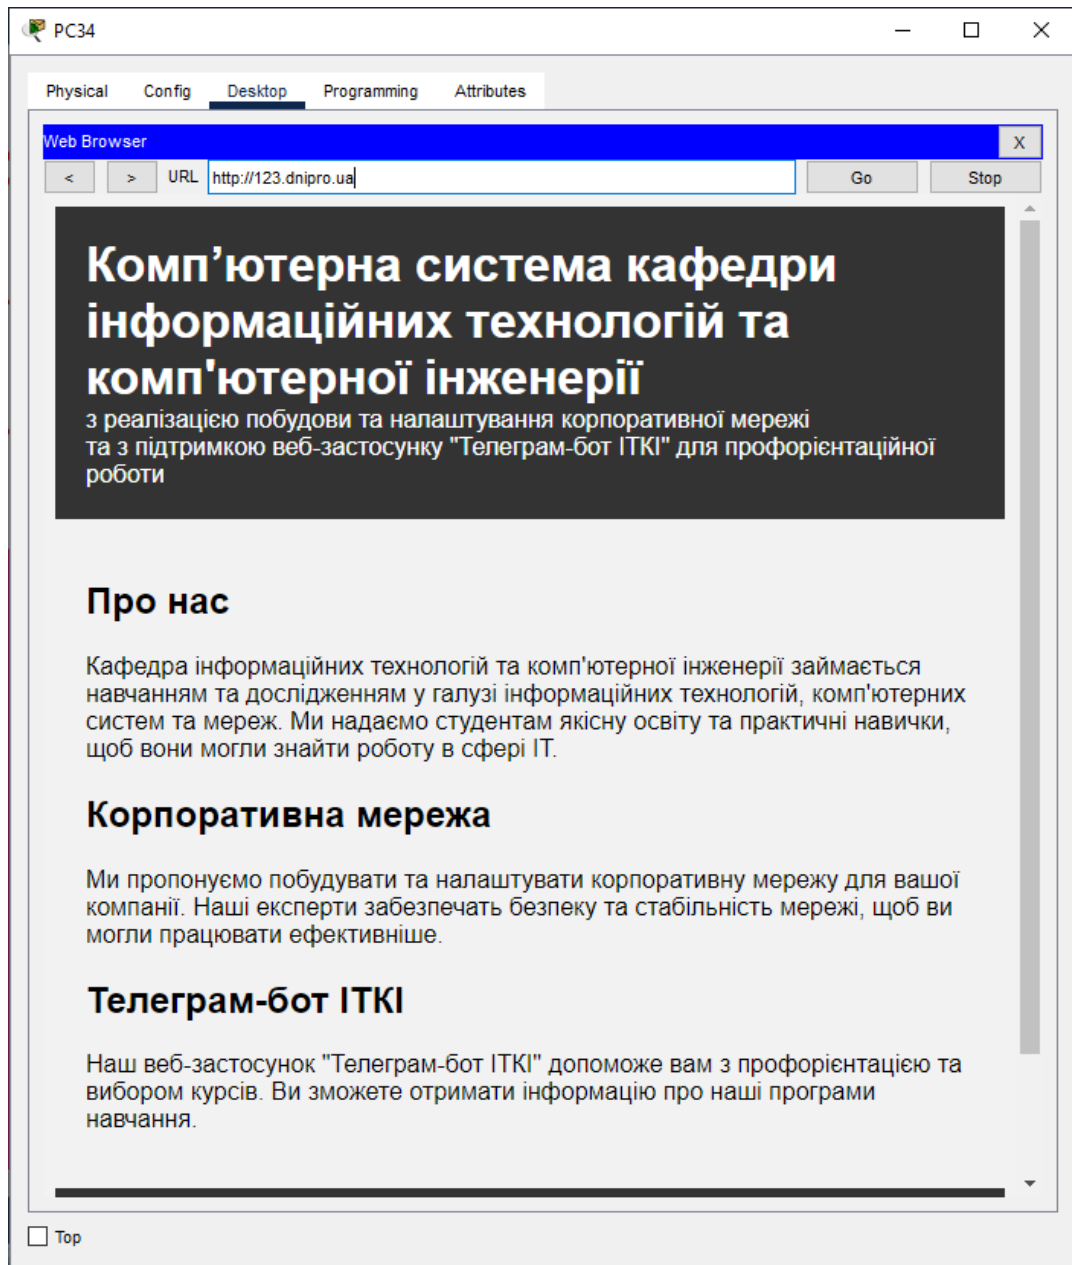 PC34
Physical Config Desktop Programming Attributes
Web Browser X
< > URL http://123.dnipro.ua Go Stop
Комп’ютерна система кафедри
інформаційних технологій та
комп'ютерної інженерії
з реалізацією побудови та налаштування корпоративної мережі
та з підтримкою веб-застосунку "Телеграм-бот ІТКІ" для профорієнтаційної
роботи
Про нас
Кафедра інформаційних технологій та комп'ютерної інженерії займається
навчанням та дослідженням у галузі інформаційних технологій, комп'ютерних
систем та мереж. Ми надаємо студентам якісну освіту та практичні навички,
щоб вони могли знайти роботу в сфері ІТ.
Корпоративна мережа
Ми пропонуємо побудувати та налаштувати корпоративну мережу для вашої
компанії. Наші експерти забезпечать безпеку та стабільність мережі, щоб ви
могли працювати ефективніше.
Телеграм-бот ІТКІ
Наш веб-застосунок "Телеграм-бот ІТКІ" допоможе вам з профорієнтацією та
вибором курсів. Ви зможете отримати інформацію про наші програми
навчання.
Top